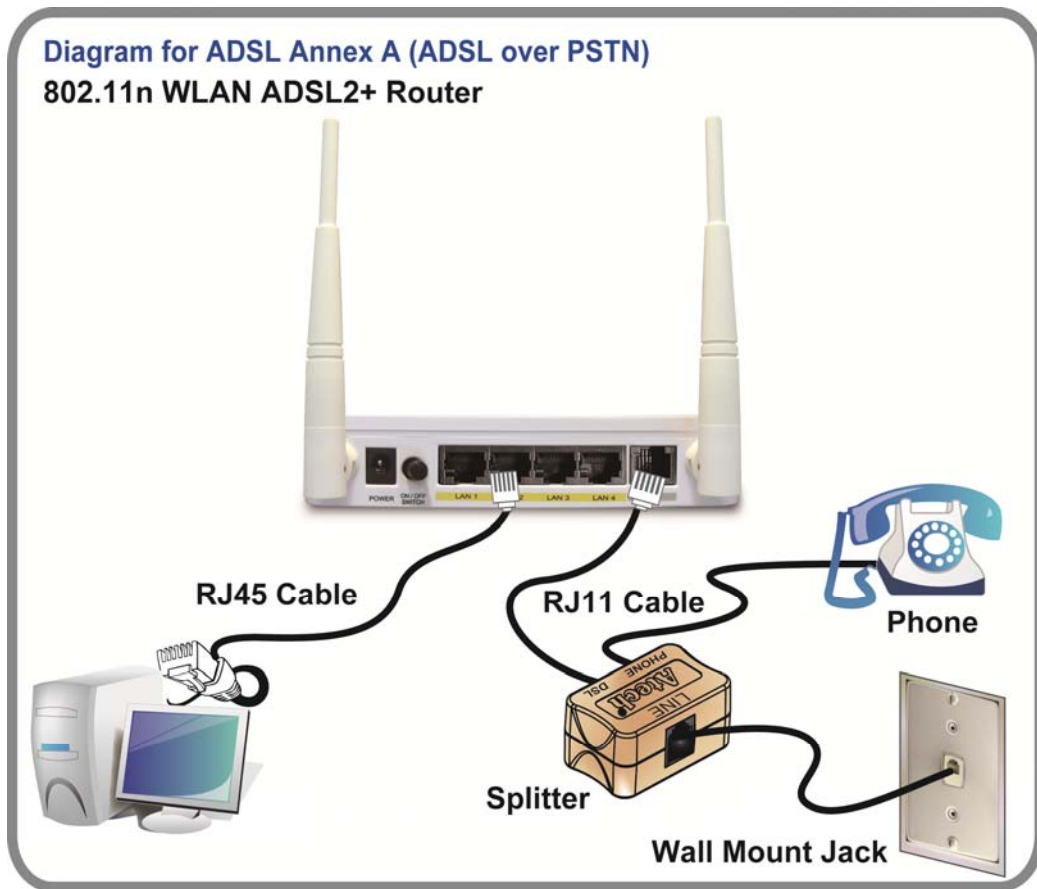 Diagram for ADSL Annex A (ADSL over PSTN)
802.11n WLAN ADSL2+ Router
POWER
ON / OFF
SWITCH
LAN 1
2
LAN 3
LAN 4
RJ45 Cable
RJ11 Cable
Phone
PHONE
DSL
LINE
Splitter
Wall Mount Jack